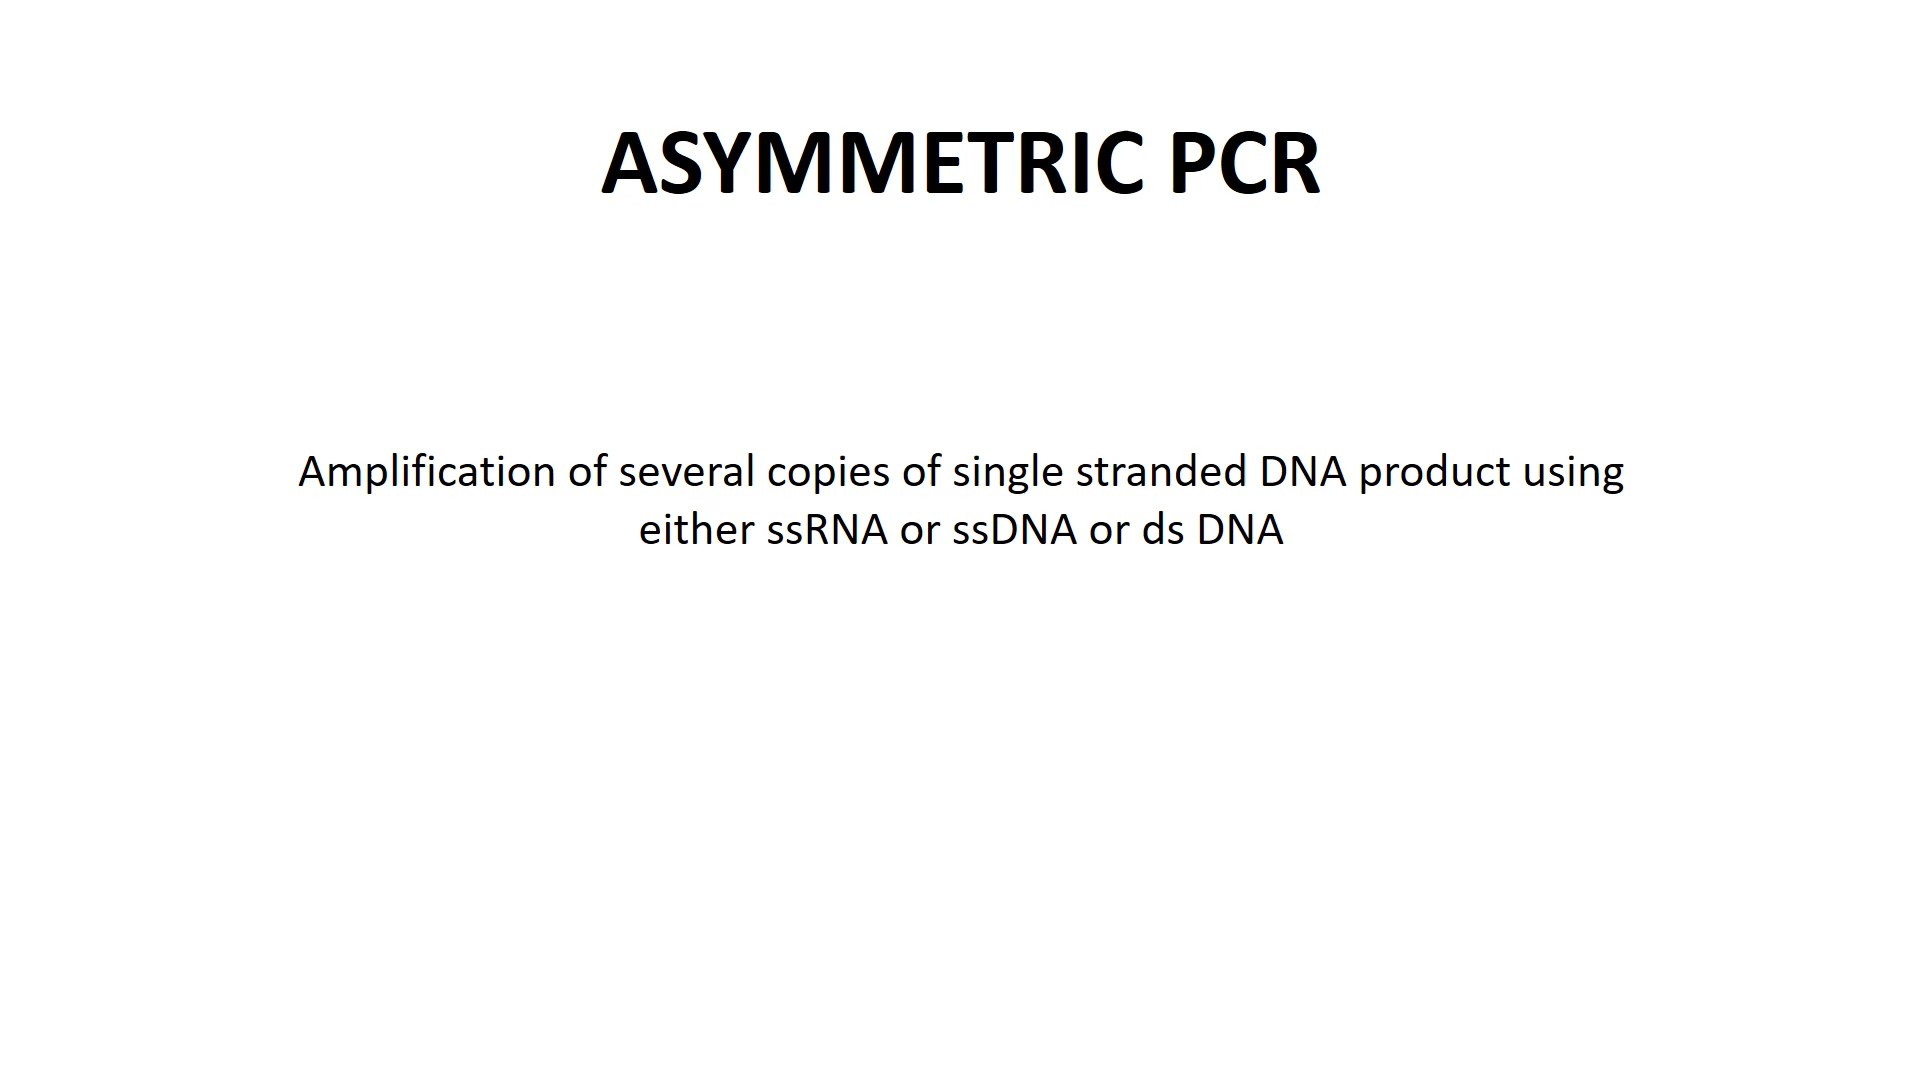 ASYMMETRIC PCR
Amplification of several copies of single stranded DNA product using
either ssRNA or ssDNA or ds DNA